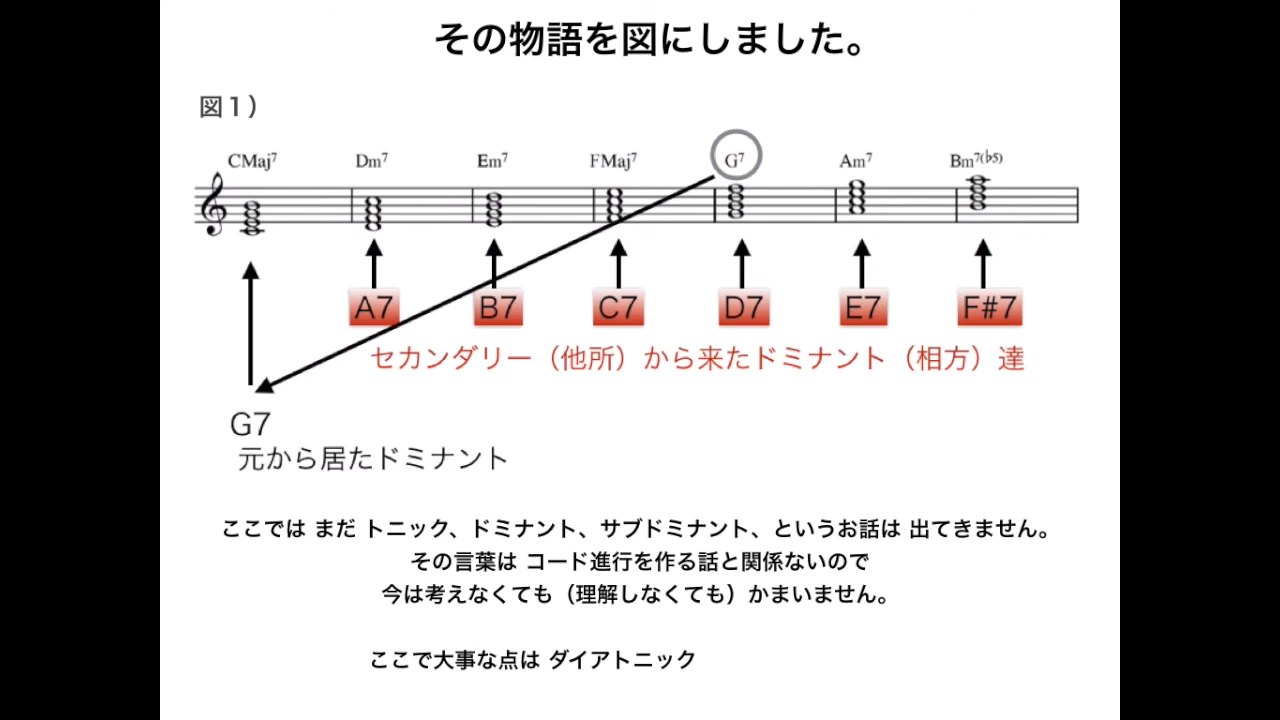 その物語を図にしました。
図１）
CMaj7 Dm7 Em7 FMaj7 G7 Am7 Bm7(♭5)
A7 B7 C7 D7 E7 F#7
セカンダリー（他所）から来たドミナント（相方）達
G7
元から居たドミナント
ここでは まだ トニック、ドミナント、サブドミナント、というお話は 出てきません。
その言葉は コード進行を作る話と関係ないので
今は考えなくても（理解しなくても）かまいません。
ここで大事な点は ダイアトニック